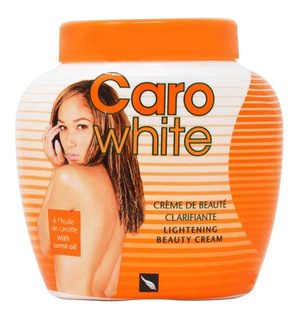 Caro
white
CRÈME DE BEAUTÉ
CLARIFIANTE
LIGHTENING
BEAUTY CREAM
A l'huile
de carotte
With
carrot oil